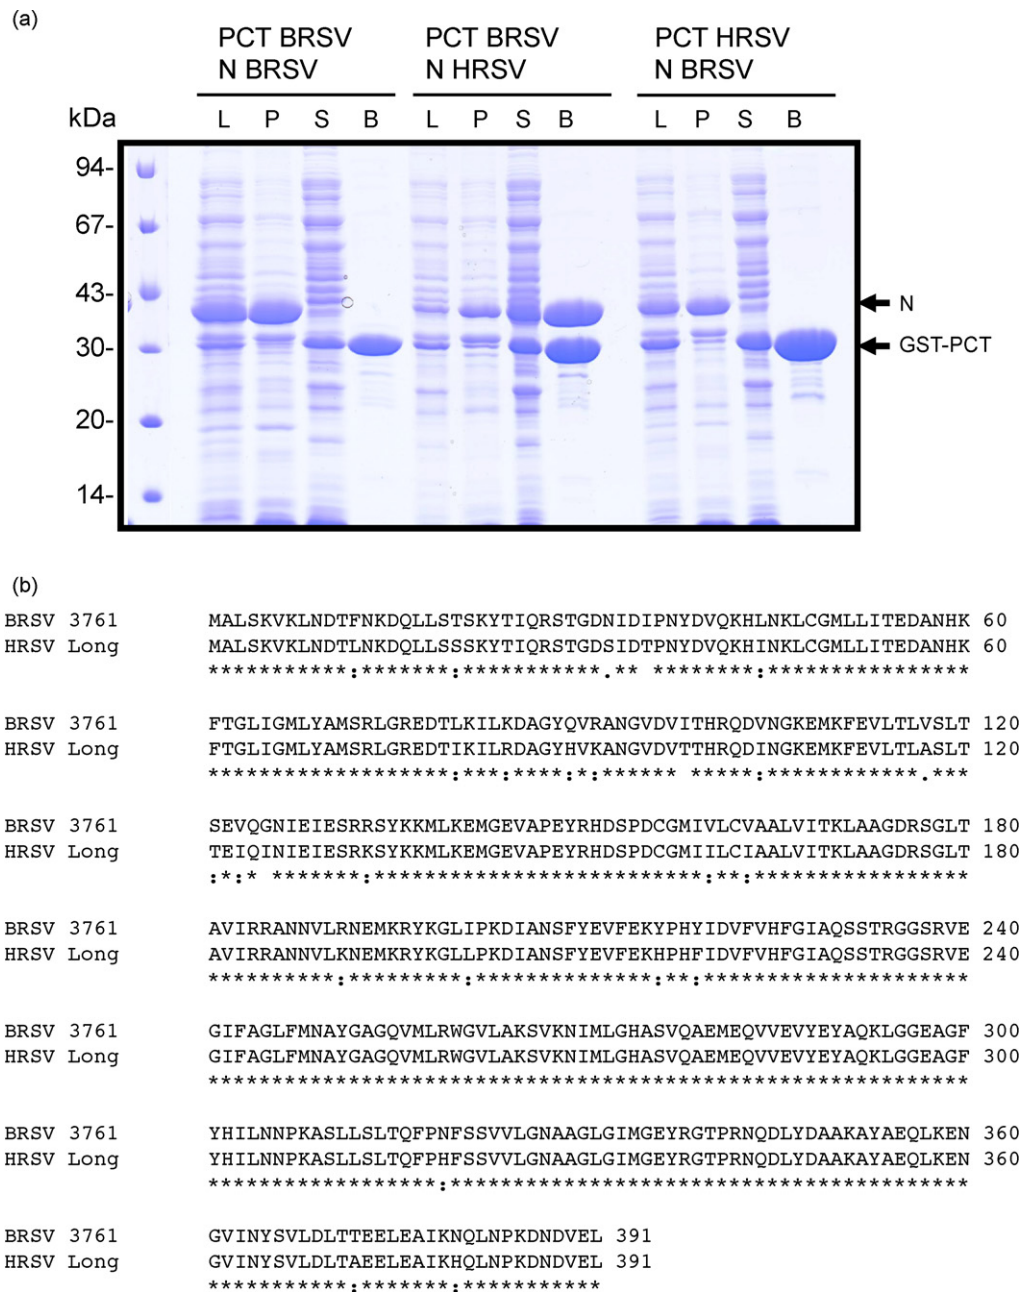 (a)
PCT BRSV PCT BRSV PCT HRSV
N BRSV N HRSV N BRSV
kDa L P S B L P S B L P S B
94-
67-
43-
N
30-
GST-PCT
20-
14-
(b)
BRSV 3761 MALSKVKLNDTFNKDQLLSTSKYTIQRSTGDNIDIPNYDVQKHLNKLCGMLLITEDANHK 60
HRSV Long MALSKVKLNDTLNKDQLLSSSKYTIQRSTGDSIDTPNYDVQKHINKLCGMLLITEDANHK 60
***********:*******:***********.** ********:****************
BRSV 3761 FTGLIGMLYAMSRLGREDTLKILKDAGYQVRANGVDVITHRQDVNGKEMKFEVLTLVSLT 120
HRSV Long FTGLIGMLYAMSRLGREDTIKILRDAGYHVKANGVDVTTHRQDINGKEMKFEVLTLASLT 120
*******************:***:****:*:****** *****:************.***
BRSV 3761 SEVQGNIEIESRRSYKKMLKEMGEVAPEYRHDSPDCGMIVLCVAALVITKLAAGDRSGLT 180
HRSV Long TEIQINIEIESRKSYKKMLKEMGEVAPEYRHDSPDCGMIILCIAALVITKLAAGDRSGLT 180
:*:* *******:**************************:**:*****************
BRSV 3761 AVIRRANNVLRNEMKRYKGLIPKDIANSFYEVFEKYPHYIDVFVHFGIAQSSTRGGSRVE 240
HRSV Long AVIRRANNVLKNEMKRYKGLLPKDIANSFYEVFEKHPHFIDVFVHFGIAQSSTRGGSRVE 240
**********:*********:**************:**:*********************
BRSV 3761 GIFAGLFMNAYGAGQVMLRWGVLAKSVKNIMLGHASVQAEMEQVVEVYEYAQKLGGEAGF 300
HRSV Long GIFAGLFMNAYGAGQVMLRWGVLAKSVKNIMLGHASVQAEMEQVVEVYEYAQKLGGEAGF 300
************************************************************
BRSV 3761 YHILNNPKASLLSLTQFPNFSSVVLGNAAGLGIMGEYRGTPRNQDLYDAAKAYAEQLKEN 360
HRSV Long YHILNNPKASLLSLTQFPHFSSVVLGNAAGLGIMGEYRGTPRNQDLYDAAKAYAEQLKEN 360
******************:*****************************************
BRSV 3761 GVINYSVLDLTTEELEAIKNQLNPKDNDVEL 391
HRSV Long GVINYSVLDLTAEELEAIKHQLNPKDNDVEL 391
***********:*******:***********